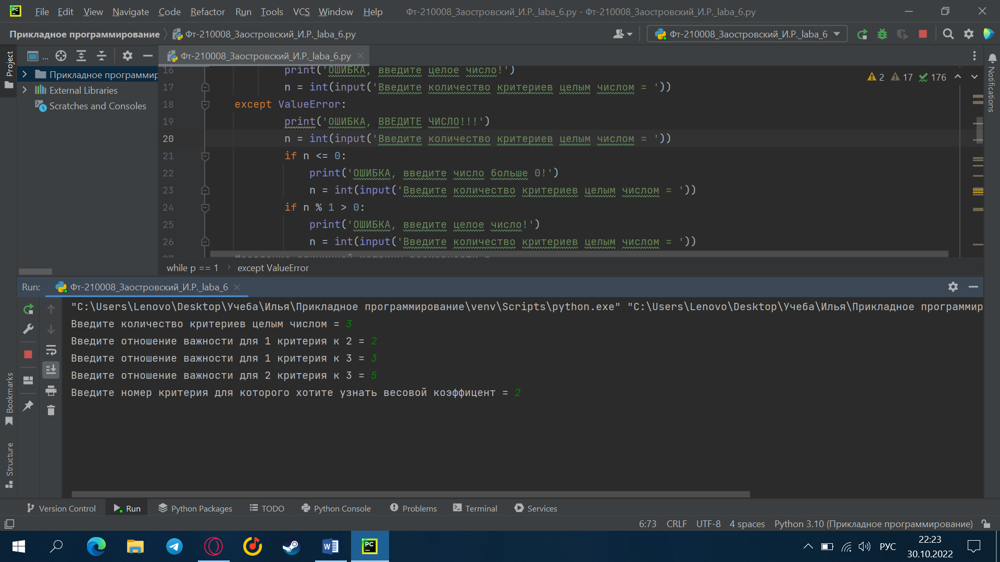 PC File Edit View Navigate Code Refactor Run Tools VCS Window Help Фт-210008_Заостровский_И.Р._laba_6.py - Фт-210008_Заостровский_И.Р._laba_6.py
Прикладное программирование Фт-210008_Заостровский_И.Р._laba_6.py Фт-210008_Заостровский_И.Р._laba_6
Project ... Фт-210008_Заостровский_И.Р._laba_6.py
Прикладное программир
External Libraries
Scratches and Consoles
2 17 176
Notifications
16 print('ОШИБКА, введите целое число!')
17 n = int(input('Введите количество критериев целым числом = '))
18 except ValueError:
19 print('ОШИБКА, ВВЕДИТЕ ЧИСЛО!!!')
20 n = int(input('Введите количество критериев целым числом = '))
21 if n <= 0:
22 print('ОШИБКА, введите число больше 0!')
23 n = int(input('Введите количество критериев целым числом = '))
24 if n % 1 > 0:
25 print('ОШИБКА, введите целое число!')
26 n = int(input('Введите количество критериев целым числом = '))
while p == 1 except ValueError
Run: Фт-210008_Заостровский_И.Р._laba_6
"C:\Users\Lenovo\Desktop\Учеба\Илья\Прикладное программирование\venv\Scripts\python.exe" "C:\Users\Lenovo\Desktop\Учеба\Илья\Прикладное программир
Введите количество критериев целым числом = 3
Введите отношение важности для 1 критерия к 2 = 2
Введите отношение важности для 1 критерия к 3 = 3
Введите отношение важности для 2 критерия к 3 = 5
Введите номер критерия для которого хотите узнать весовой коэффицент = 2
Bookmarks
Structure
Version Control Run Python Packages TODO Python Console Problems Terminal Services
6:73 CRLF UTF-8 4 spaces Python 3.10 (Прикладное программирование)
W PC РУС 22:23
30.10.2022